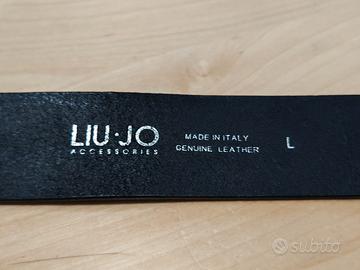 LIU·JO
ACCESSORIES
MADE IN ITALY
GENUINE LEATHER
L
subito